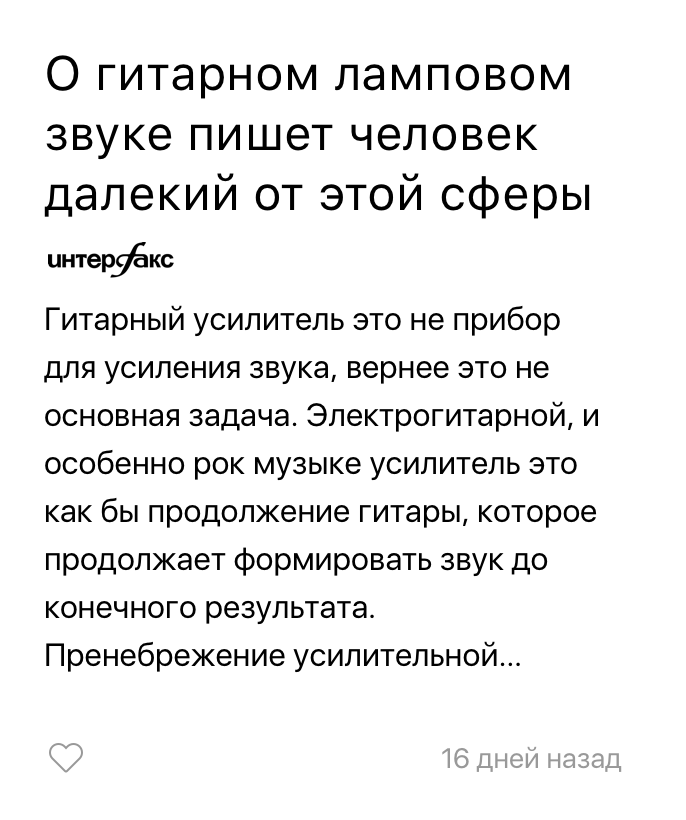 О гитарном ламповом
звуке пишет человек
далекий от этой сферы
интерфакс
Гитарный усилитель это не прибор
для усиления звука, вернее это не
основная задача. Электрогитарной, и
особенно рок музыке усилитель это
как бы продолжение гитары, которое
продолжает формировать звук до
конечного результата.
Пренебрежение усилительной...
16 дней назад